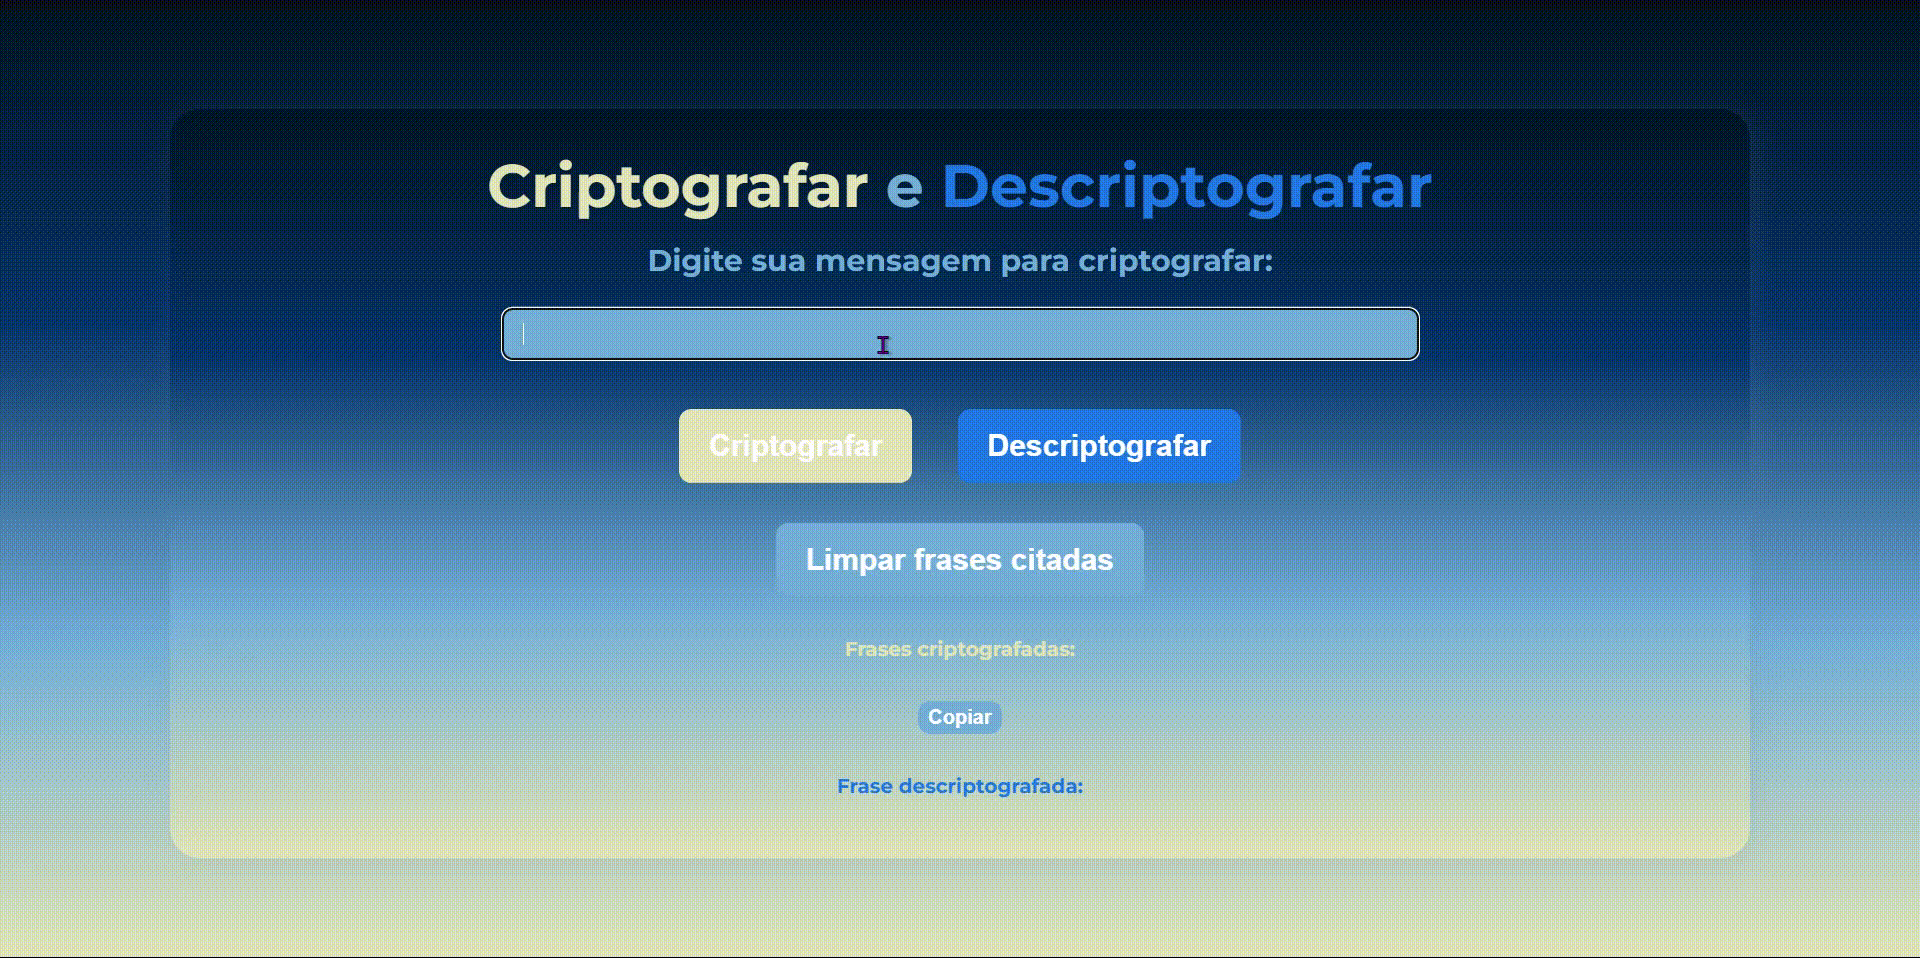 Criptografar e Descriptografar
Digite sua mensagem para criptografar:
Criptografar Descriptografar
Limpar frases citadas
Frases criptografadas:
Copiar
Frase descriptografada: